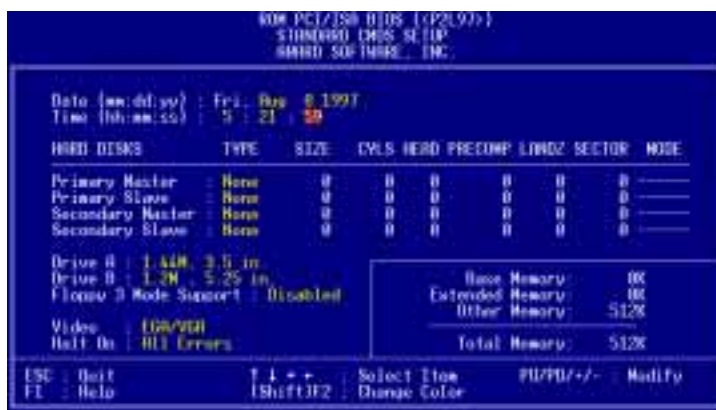 ROM PCI/ISA BIOS (<P2L97>)
STANDARD CMOS SETUP
AWARD SOFTWARE, INC.
Date (mm:dd:yy) : Fri, Aug 8 1997
Time (hh:mm:ss) : 5 : 21 : 50
HARD DISKS TYPE SIZE CYLS HEAD PRECOMP LANDZ SECTOR MODE
Primary Master : None 0 0 0 0 0 0 ------
Primary Slave : None 0 0 0 0 0 0 ------
Secondary Master : None 0 0 0 0 0 0 ------
Secondary Slave : None 0 0 0 0 0 0 ------
Drive A : 1.44M, 3.5 in.
Drive B : 1.2M , 5.25 in.
Floppy 3 Mode Support : Disabled
Video : EGA/VGA
Halt On : All Errors
Base Memory: 0K
Extended Memory: 0K
Other Memory: 512K
Total Memory: 512K
ESC : Quit ↑ ↓ → ← : Select Item PU/PD/+/- : Modify
F1 : Help (Shift)F2 : Change Color